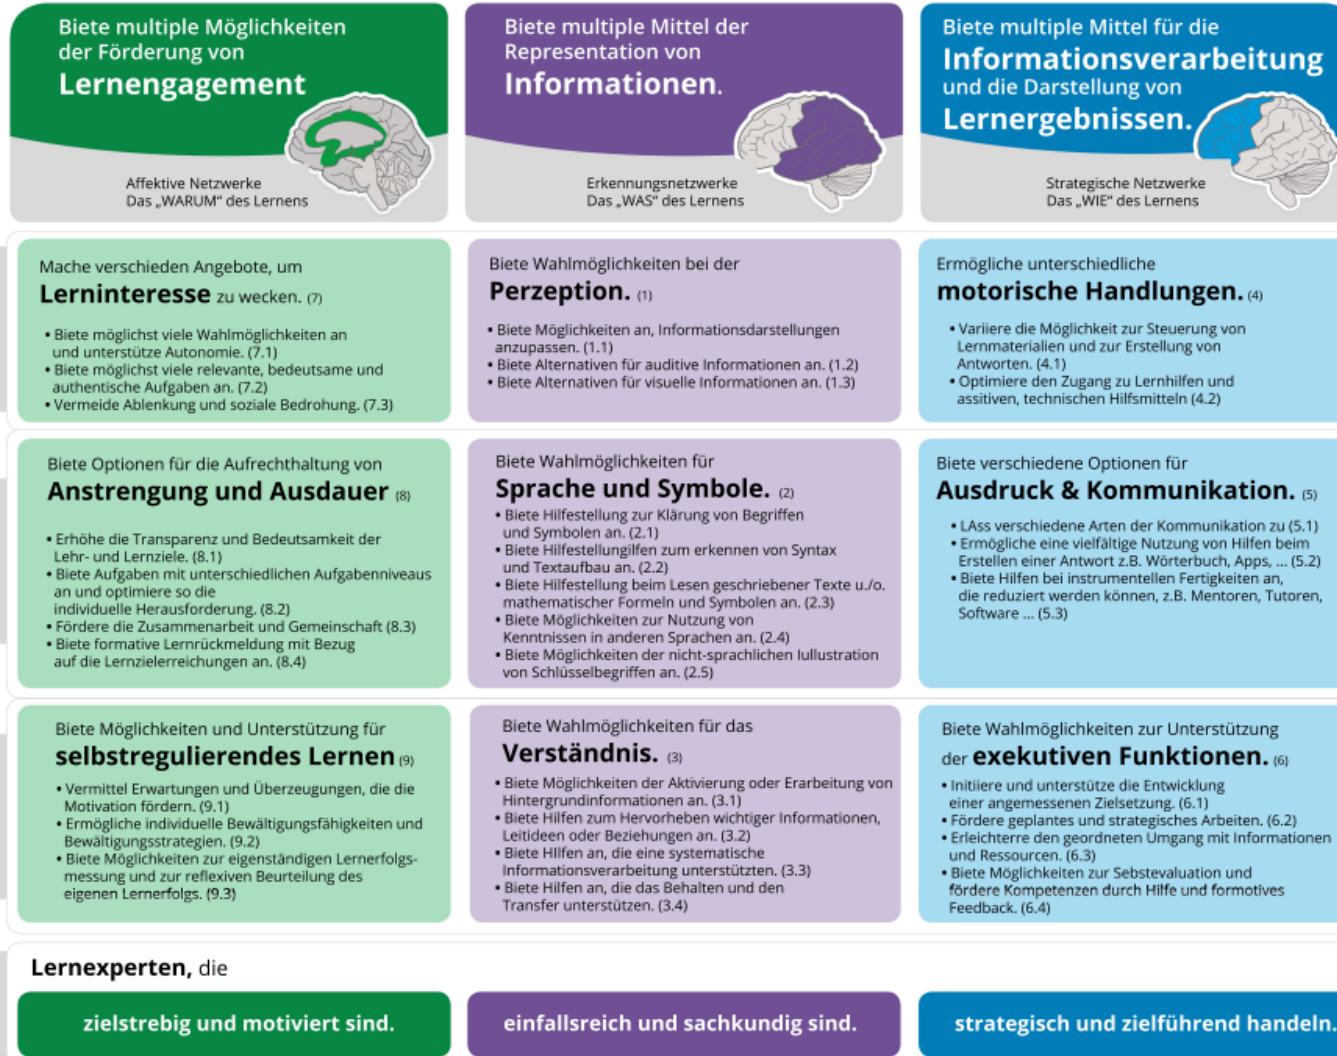 Biete multiple Möglichkeiten
der Förderung von
Lernengagement
Affektive Netzwerke
Das „WARUM“ des Lernens
Biete multiple Mittel der
Representation von
Informationen.
Erkennungsnetzwerke
Das „WAS“ des Lernens
Biete multiple Mittel für die
Informationsverarbeitung
und die Darstellung von
Lernergebnissen.
Strategische Netzwerke
Das „WIE“ des Lernens
Mache verschieden Angebote, um
Lerninteresse zu wecken. (7)
• Biete möglichst viele Wahlmöglichkeiten an
und unterstütze Autonomie. (7.1)
• Biete möglichst viele relevante, bedeutsame und
authentische Aufgaben an. (7.2)
• Vermeide Ablenkung und soziale Bedrohung. (7.3)
Biete Wahlmöglichkeiten bei der
Perzeption. (1)
• Biete Möglichkeiten an, Informationsdarstellungen
anzupassen. (1.1)
• Biete Alternativen für auditive Informationen an. (1.2)
• Biete Alternativen für visuelle Informationen an. (1.3)
Ermögliche unterschiedliche
motorische Handlungen. (4)
• Variiere die Möglichkeit zur Steuerung von
Lernmaterialien und zur Erstellung von
Antworten. (4.1)
• Optimiere den Zugang zu Lernhilfen und
assitiven, technischen Hilfsmitteln (4.2)
Biete Optionen für die Aufrechthaltung von
Anstrengung und Ausdauer (8)
• Erhöhe die Transparenz und Bedeutsamkeit der
Lehr- und Lernziele. (8.1)
• Biete Aufgaben mit unterschiedlichen Aufgabenniveaus
an und optimiere so die
individuelle Herausforderung. (8.2)
• Fördere die Zusammenarbeit und Gemeinschaft (8.3)
• Biete formative Lernrückmeldung mit Bezug
auf die Lernzielerreichungen an. (8.4)
Biete Wahlmöglichkeiten für
Sprache und Symbole. (2)
• Biete Hilfestellung zur Klärung von Begriffen
und Symbolen an. (2.1)
• Biete Hilfestellungilfen zum erkennen von Syntax
und Textaufbau an. (2.2)
• Biete Hilfestellung beim Lesen geschriebener Texte u./o.
mathematischer Formeln und Symbolen an. (2.3)
• Biete Möglichkeiten zur Nutzung von
Kenntnissen in anderen Sprachen an. (2.4)
• Biete Möglichkeiten der nicht-sprachlichen Iullustration
von Schlüsselbegriffen an. (2.5)
Biete verschiedene Optionen für
Ausdruck & Kommunikation. (5)
• LAss verschiedene Arten der Kommunikation zu (5.1)
• Ermögliche eine vielfältige Nutzung von Hilfen beim
Erstellen einer Antwort z.B. Wörterbuch, Apps, ... (5.2)
• Biete Hilfen bei instrumentellen Fertigkeiten an,
die reduziert werden können, z.B. Mentoren, Tutoren,
Software ... (5.3)
Biete Möglichkeiten und Unterstützung für
selbstregulierendes Lernen (9)
• Vermittel Erwartungen und Überzeugungen, die die
Motivation fördern. (9.1)
• Ermögliche individuelle Bewältigungsfähigkeiten und
Bewältigungsstrategien. (9.2)
• Biete Möglichkeiten zur eigenständigen Lernerfolgs-
messung und zur reflexiven Beurteilung des
eigenen Lernerfolgs. (9.3)
Biete Wahlmöglichkeiten für das
Verständnis. (3)
• Biete Möglichkeiten der Aktivierung oder Erarbeitung von
Hintergrundinformationen an. (3.1)
• Biete Hilfen zum Hervorheben wichtiger Informationen,
Leitideen oder Beziehungen an. (3.2)
• Biete HIlfen an, die eine systematische
Informationsverarbeitung unterstützten. (3.3)
• Biete Hilfen an, die das Behalten und den
Transfer unterstützen. (3.4)
Biete Wahlmöglichkeiten zur Unterstützung
der exekutiven Funktionen. (6)
• Initiiere und unterstütze die Entwicklung
einer angemessenen Zielsetzung. (6.1)
• Fördere geplantes und strategisches Arbeiten. (6.2)
• Erleichterre den geordneten Umgang mit Informationen
und Ressourcen. (6.3)
• Biete Möglichkeiten zur Sebstevaluation und
fördere Kompetenzen durch Hilfe und formotives
Feedback. (6.4)
Lernexperten, die
zielstrebig und motiviert sind.
einfallsreich und sachkundig sind.
strategisch und zielführend handeln.